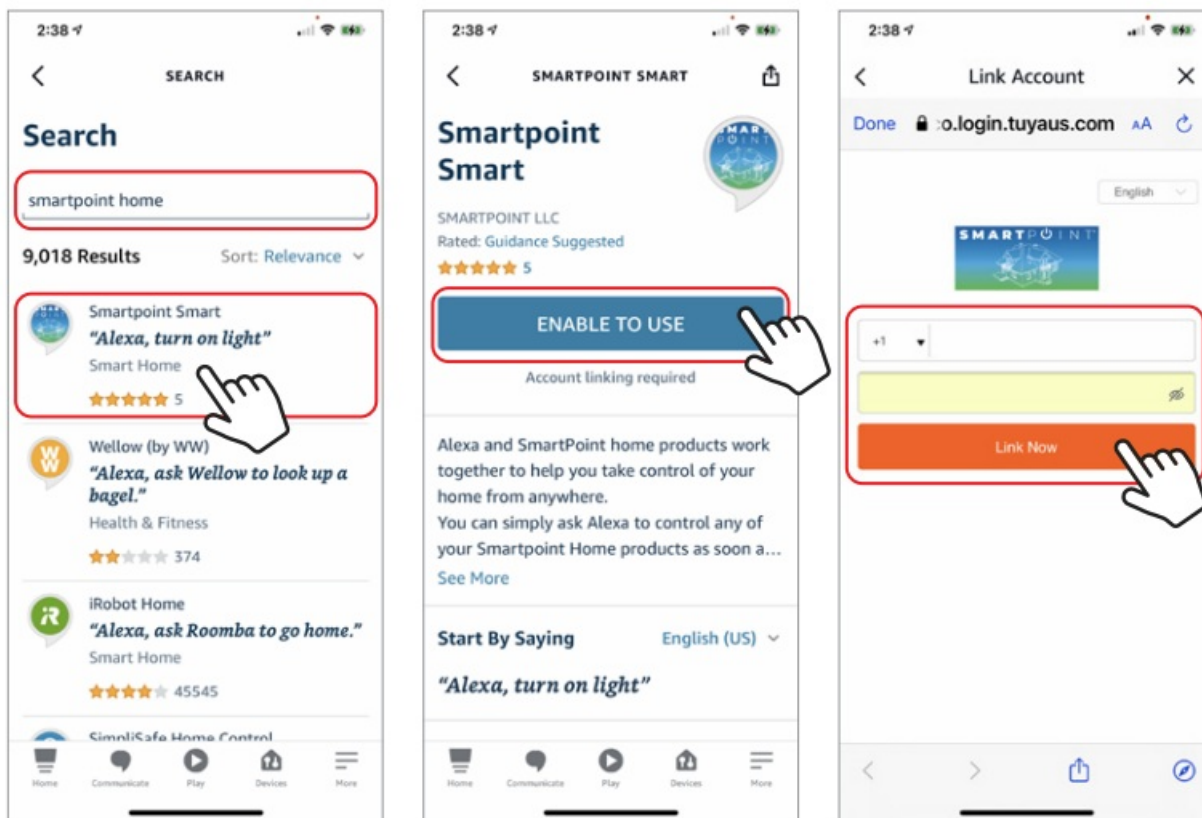 2:38
SEARCH
Search
smartpoint home
9,018 Results
Sort: Relevance
Smartpoint Smart
“Alexa, turn on light”
Smart Home
5
Wellow (by WW)
“Alexa, ask Wellow to look up a
bagel.”
Health & Fitness
374
iRobot Home
“Alexa, ask Roomba to go home.”
Smart Home
45545
SimpliSafe Home Control
Home
Communicate
Play
Devices
More
2:38
SMARTPOINT SMART
Smartpoint
Smart
SMART
POINT
SMARTPOINT LLC
Rated: Guidance Suggested
5
ENABLE TO USE
Account linking required
Alexa and SmartPoint home products work
together to help you take control of your
home from anywhere.
You can simply ask Alexa to control any of
your Smartpoint Home products as soon a...
See More
Start By Saying
English (US)
“Alexa, turn on light”
Home
Communicate
Play
Devices
More
2:38
Link Account
Done
o.login.tuyaus.com
AA
English
SMARTPOINT
+1
Link Now